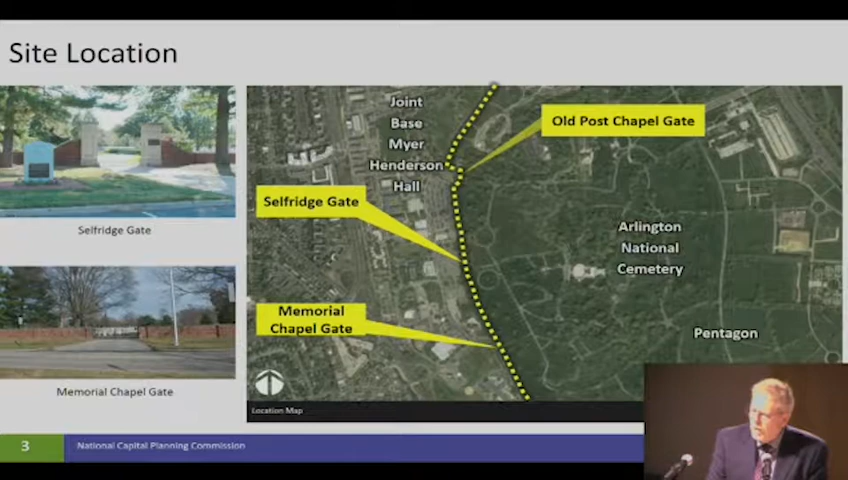 Site Location
Selfridge Gate
Memorial Chapel Gate
Joint
Base
Myer
Henderson
Hall
Old Post Chapel Gate
Selfridge Gate
Memorial
Chapel Gate
Arlington
National
Cemetery
Pentagon
Location Map
3
National Capital Planning Commission